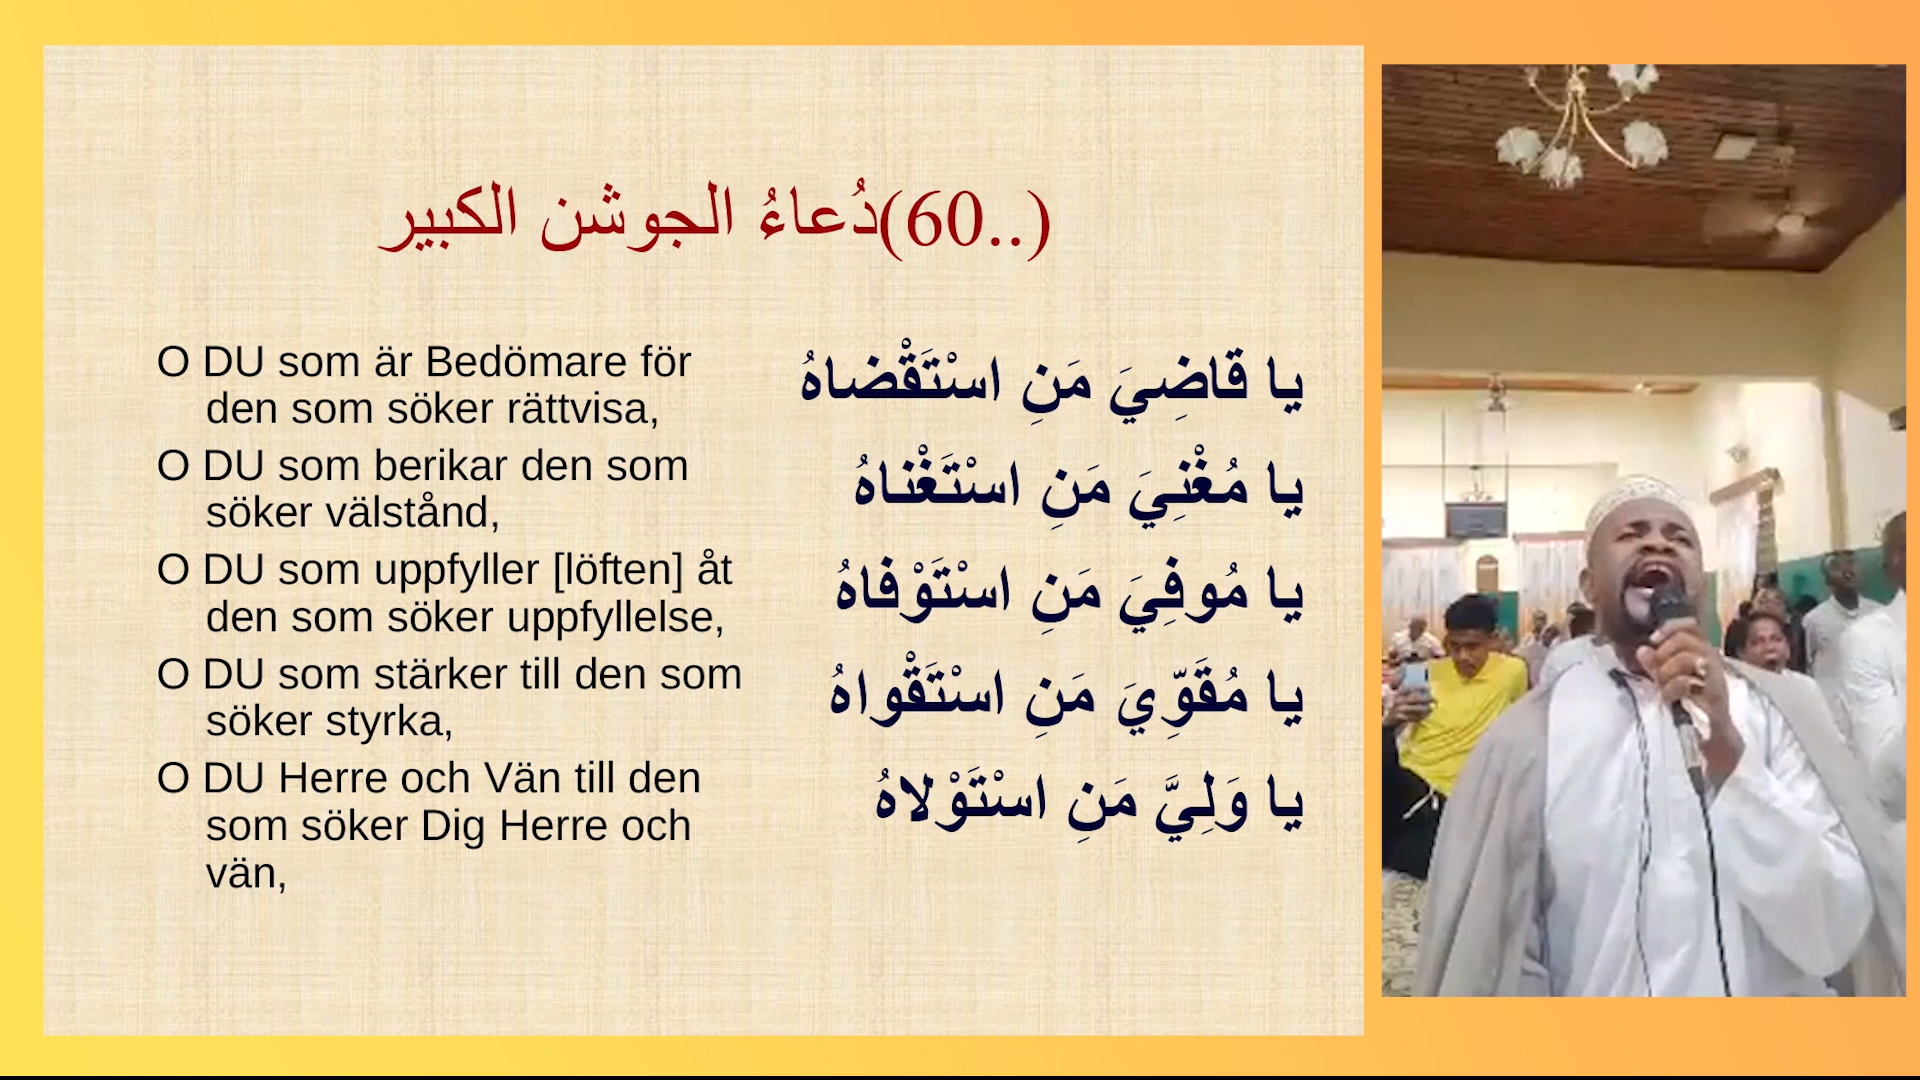 (..60)دُعاءُ الجوشن الكبير
O DU som är Bedömare för
den som söker rättvisa,
O DU som berikar den som
söker välstånd,
O DU som uppfyller [löften] åt
den som söker uppfyllelse,
O DU som stärker till den som
söker styrka,
O DU Herre och Vän till den
som söker Dig Herre och
vän,
يا قاضِيَ مَنِ اسْتَقْضاهُ
يا مُغْنِيَ مَنِ اسْتَغْناهُ
يا مُوفِيَ مَنِ اسْتَوْفاهُ
يا مُقَوِّيَ مَنِ اسْتَقْواهُ
يا وَلِيَّ مَنِ اسْتَوْلاهُ